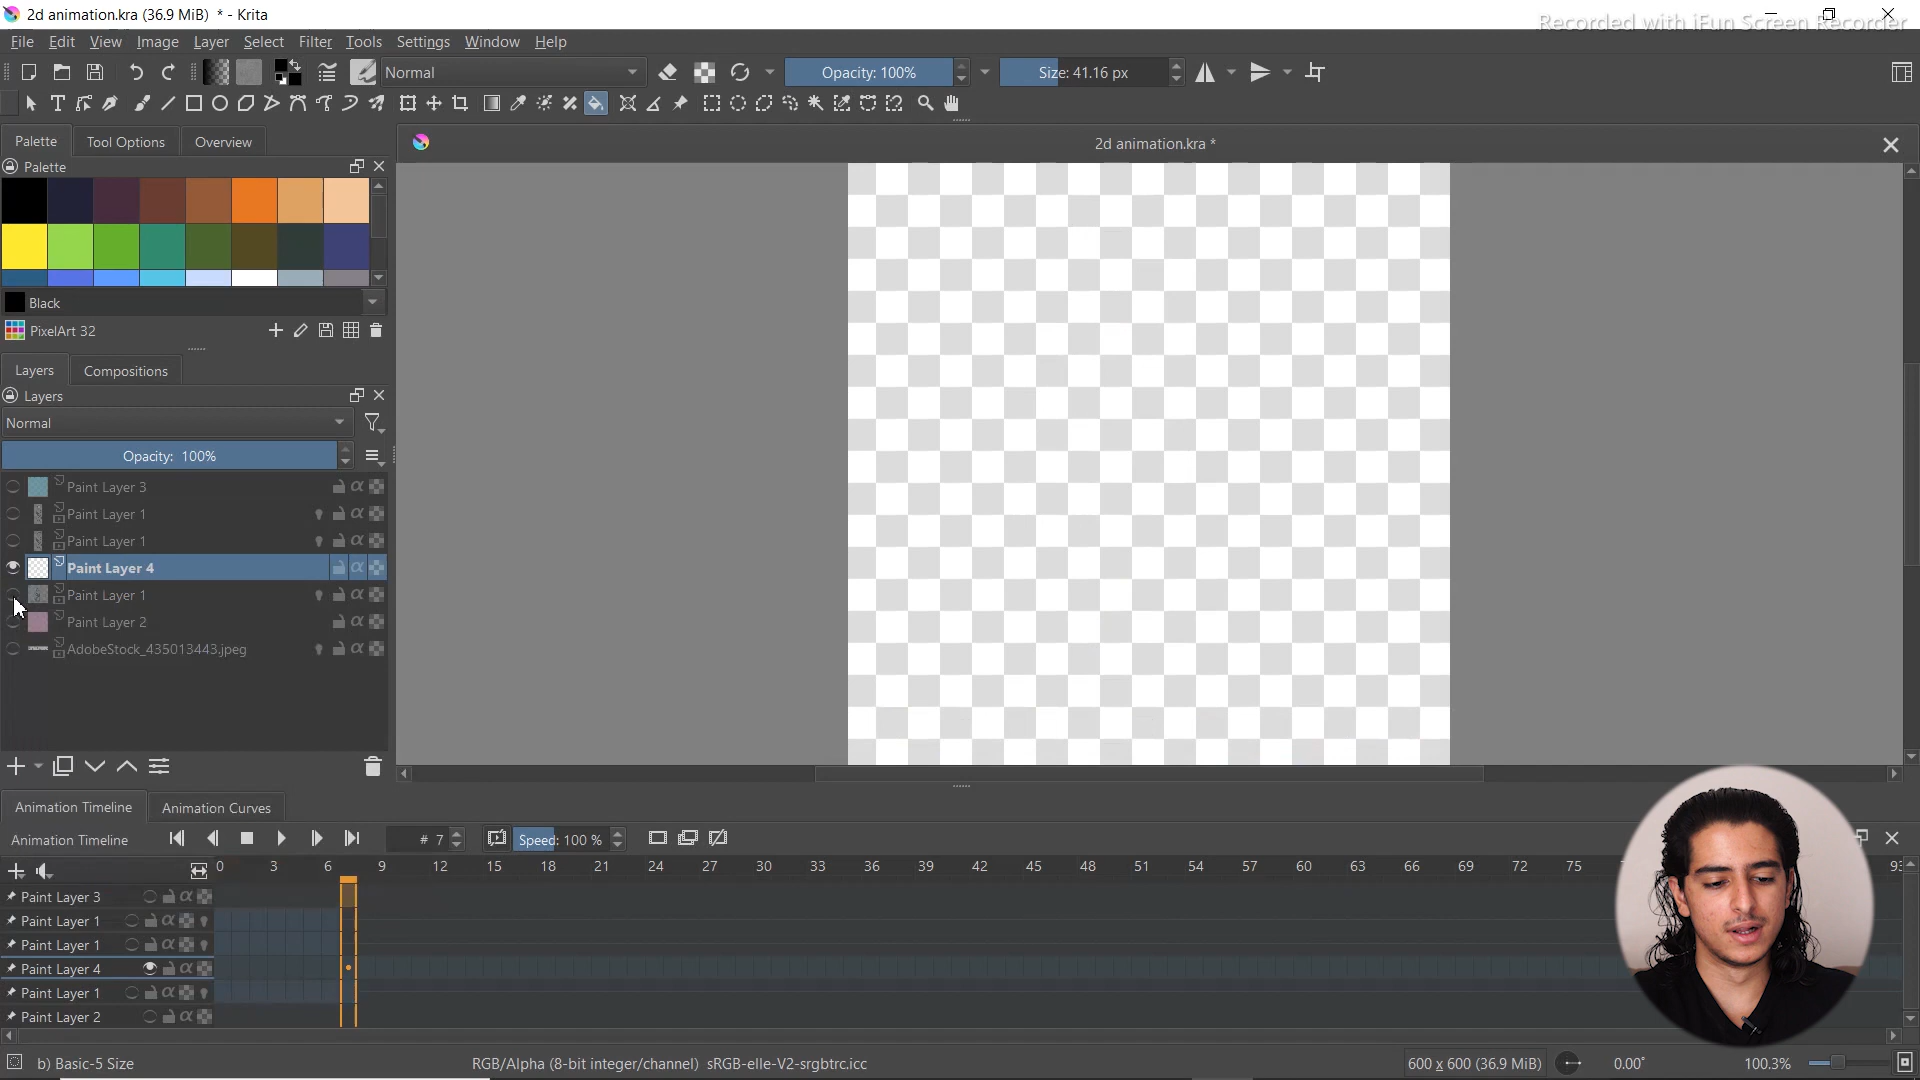 2d animation.kra (36.9 MiB) * - Krita
Recorded with iFun Screen Recorder
File Edit View Image Layer Select Filter Tools Settings Window Help
Normal Opacity: 100% Size: 41.16 px
Palette Tool Options Overview
2d animation.kra *
Palette
Black
PixelArt 32
Layers Compositions
Layers
Normal
Opacity: 100%
Paint Layer 3
Paint Layer 1
Paint Layer 1
Paint Layer 4
Paint Layer 1
Paint Layer 2
AdobeStock_435013443.jpeg
Animation Timeline Animation Curves
Animation Timeline # 7 Speed: 100 %
0 3 6 9 12 15 18 21 24 27 30 33 36 39 42 45 48 51 54 57 60 63 66 69 72 75
Paint Layer 3
Paint Layer 1
Paint Layer 1
Paint Layer 4
Paint Layer 1
Paint Layer 2
b) Basic-5 Size RGB/Alpha (8-bit integer/channel) sRGB-elle-V2-srgbtrc.icc 600 x 600 (36.9 MiB) 0.00° 100.3%